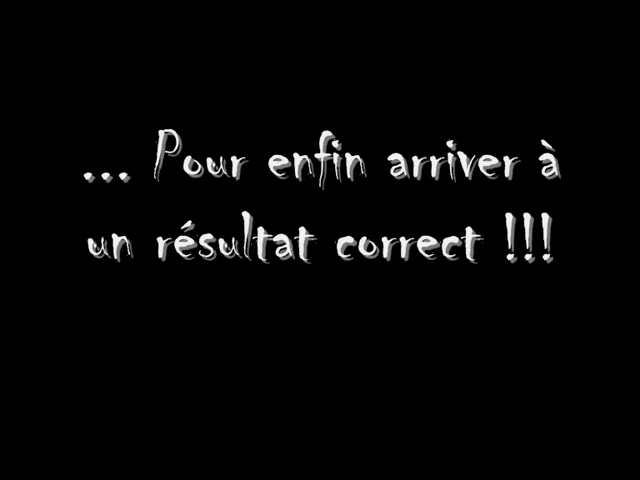 ... Pour enfin arriver à
un résultat correct !!!